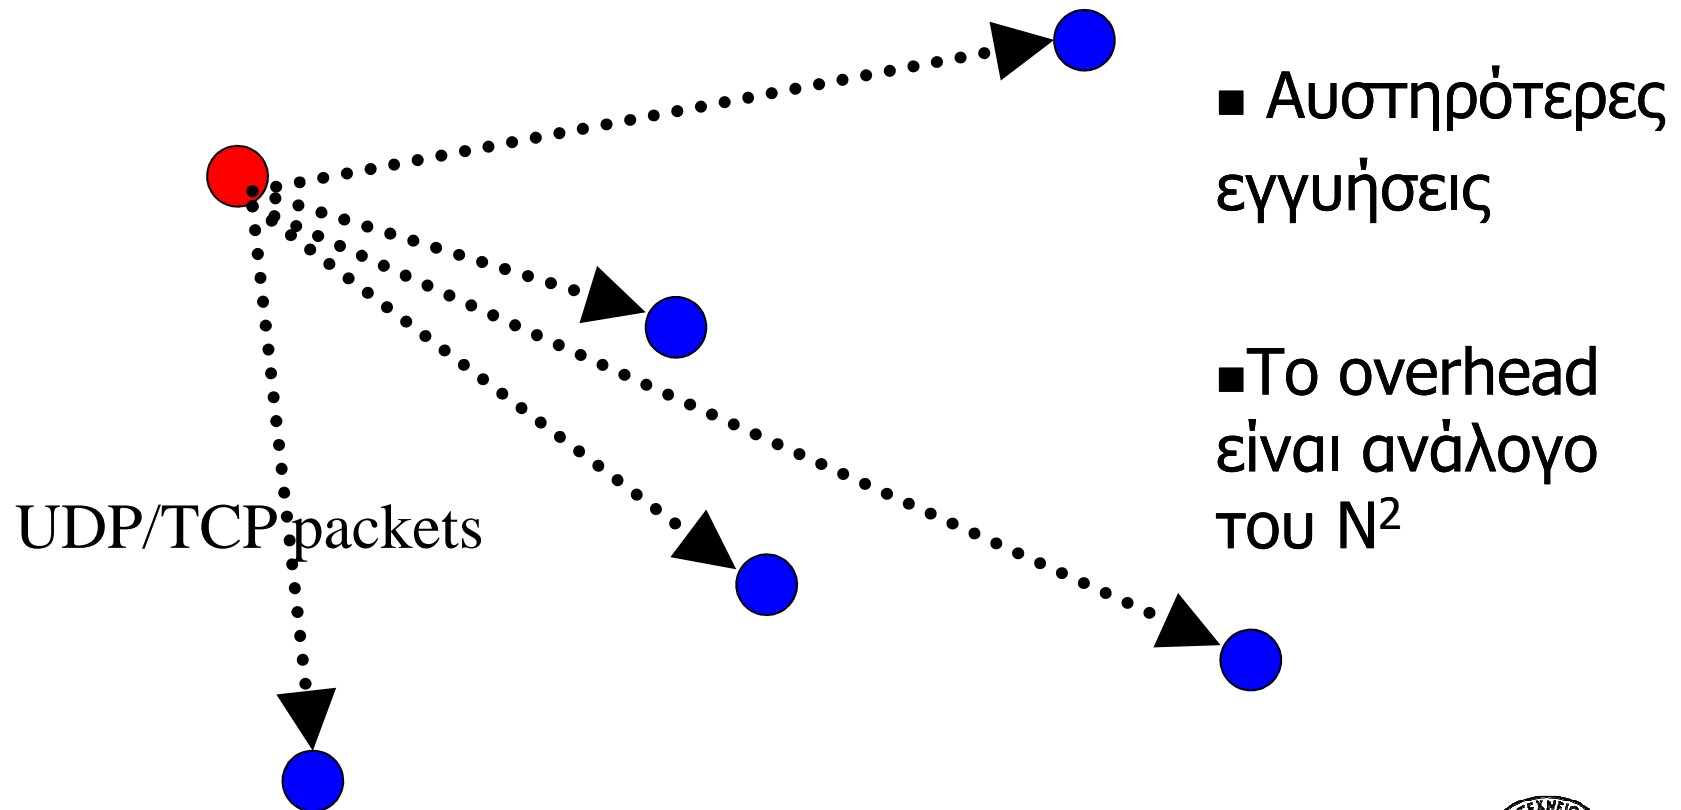 ■ Αυστηρότερες
εγγυήσεις
■Το overhead
είναι ανάλογο
του N²
UDP/TCP packets